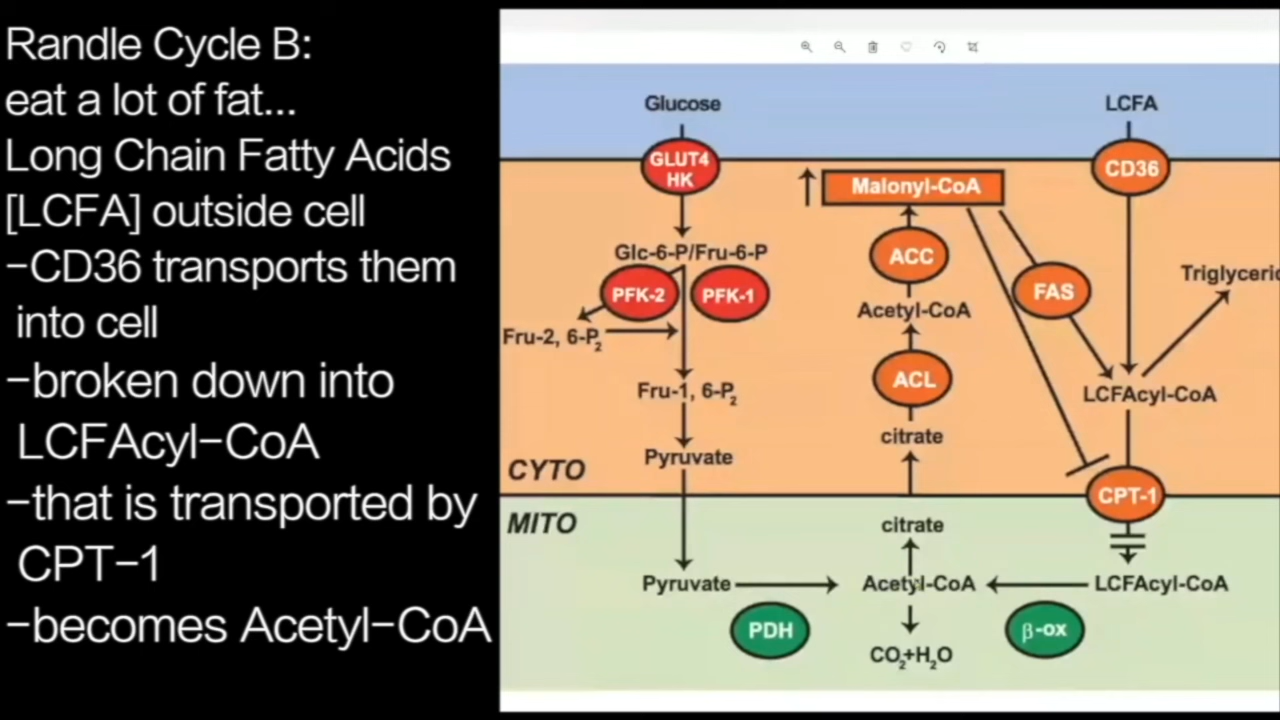 Randle Cycle B:
eat a lot of fat...
Long Chain Fatty Acids
[LCFA] outside cell
-CD36 transports them
into cell
-broken down into
LCFAcyl-CoA
-that is transported by
CPT-1
-becomes Acetyl-CoA
Glucose
LCFA
GLUT4
HK
CD36
Malonyl-CoA
Glc-6-P/Fru-6-P
ACC
PFK-2
PFK-1
FAS
Triglyceric
Acetyl-CoA
Fru-2, 6-P2
ACL
Fru-1, 6-P2
LCFAcyl-CoA
citrate
Pyruvate
CYTO
CPT-1
MITO
citrate
Pyruvate
Acetyl-CoA
LCFAcyl-CoA
PDH
β-ox
CO2+H2O